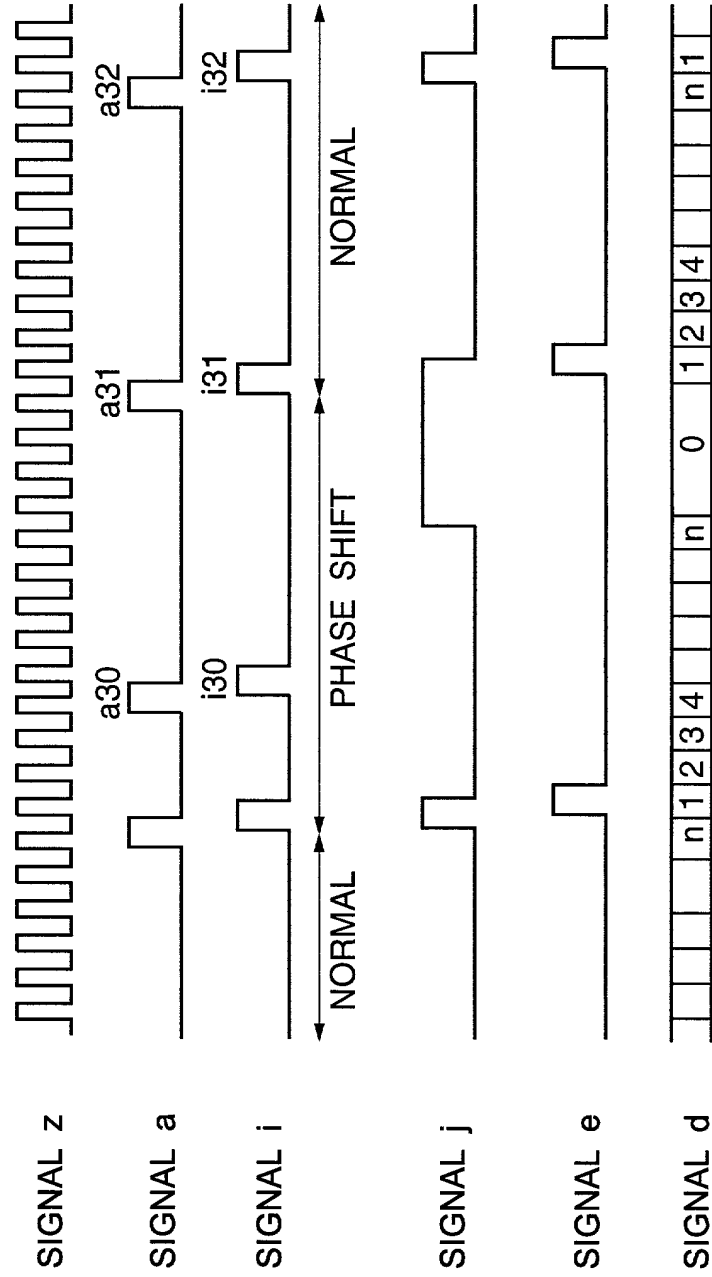 SIGNAL z
SIGNAL a
a30 a31 a32
SIGNAL i
i30 i31 i32
NORMAL PHASE SHIFT NORMAL
SIGNAL j
SIGNAL e
SIGNAL d
n 1 2 3 4 n 0 1 2 3 4 n 1